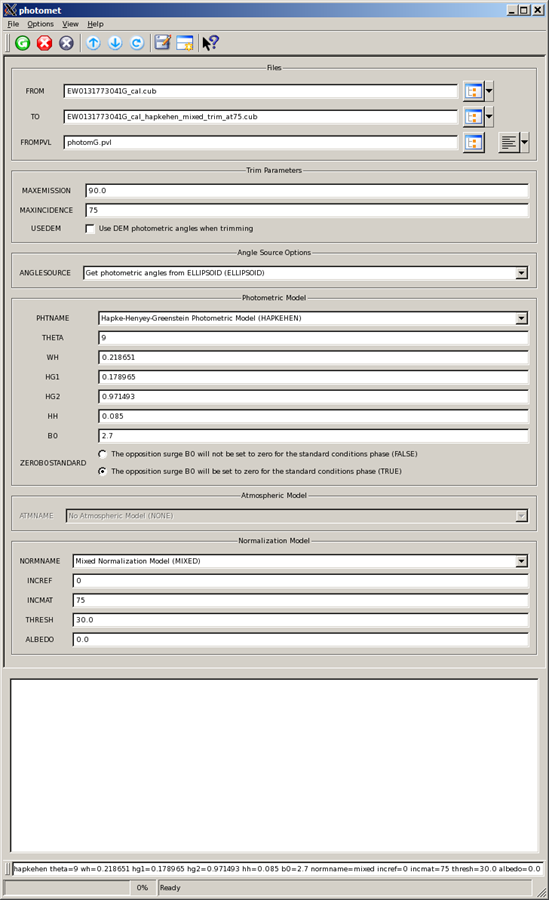 photomet
File Options View Help
Files
FROM EW0131773041G_cal.cub
TO EW0131773041G_cal_hapkehen_mixed_trim_at75.cub
FROMPVL photomG.pvl
Trim Parameters
MAXEMISSION 90.0
MAXINCIDENCE 75
USEDEM Use DEM photometric angles when trimming
Angle Source Options
ANGLESOURCE Get photometric angles from ELLIPSOID (ELLIPSOID)
Photometric Model
PHTNAME Hapke-Henyey-Greenstein Photometric Model (HAPKEHEN)
THETA 9
WH 0.218651
HG1 0.178965
HG2 0.971493
HH 0.085
B0 2.7
The opposition surge B0 will not be set to zero for the standard conditions phase (FALSE)
ZEROB0STANDARD
The opposition surge B0 will be set to zero for the standard conditions phase (TRUE)
Atmospheric Model
ATMNAME No Atmospheric Model (NONE)
Normalization Model
NORMNAME Mixed Normalization Model (MIXED)
INCREF 0
INCMAT 75
THRESH 30.0
ALBEDO 0.0
hapkehen theta=9 wh=0.218651 hg1=0.178965 hg2=0.971493 hh=0.085 b0=2.7 normname=mixed incref=0 incmat=75 thresh=30.0 albedo=0.0
0% Ready